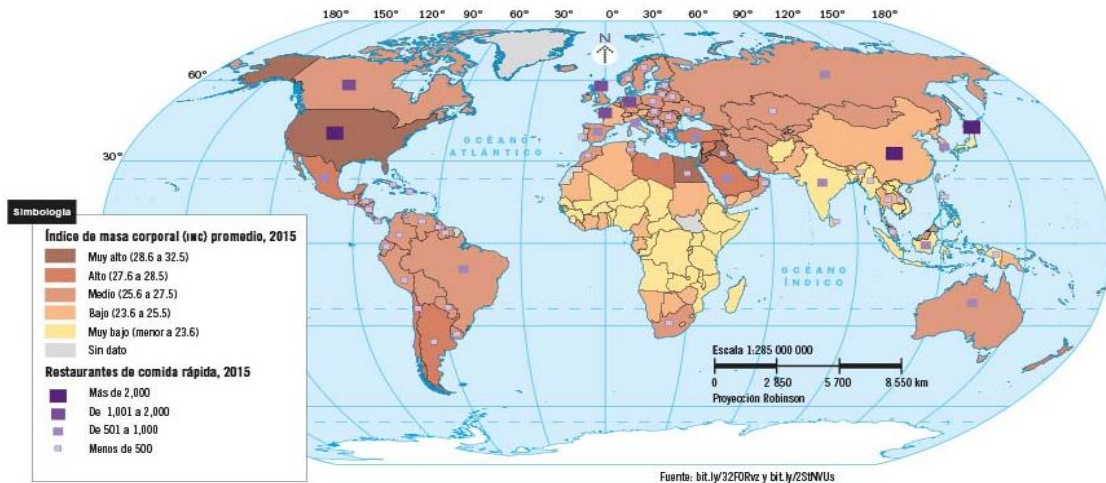 180° 150° 120° 90° 60° 30° 0° 30° 60° 90° 120° 150° 180°
N
60°
30°
OCÉANO
ATLÁNTICO
OCÉANO
ÍNDICO
Simbología
Índice de masa corporal (IMC) promedio, 2015
Muy alto (28.6 a 32.5)
Alto (27.6 a 28.5)
Medio (25.6 a 27.5)
Bajo (23.6 a 25.5)
Muy bajo (menor a 23.6)
Sin dato
Restaurantes de comida rápida, 2015
Más de 2,000
De 1,001 a 2,000
De 501 a 1,000
Menos de 500
Escala 1:285 000 000
0 2 850 5 700 8 550 km
Proyección Robinson
Fuente: bit.ly/32F0Rvz y bit.ly/2StNVUs